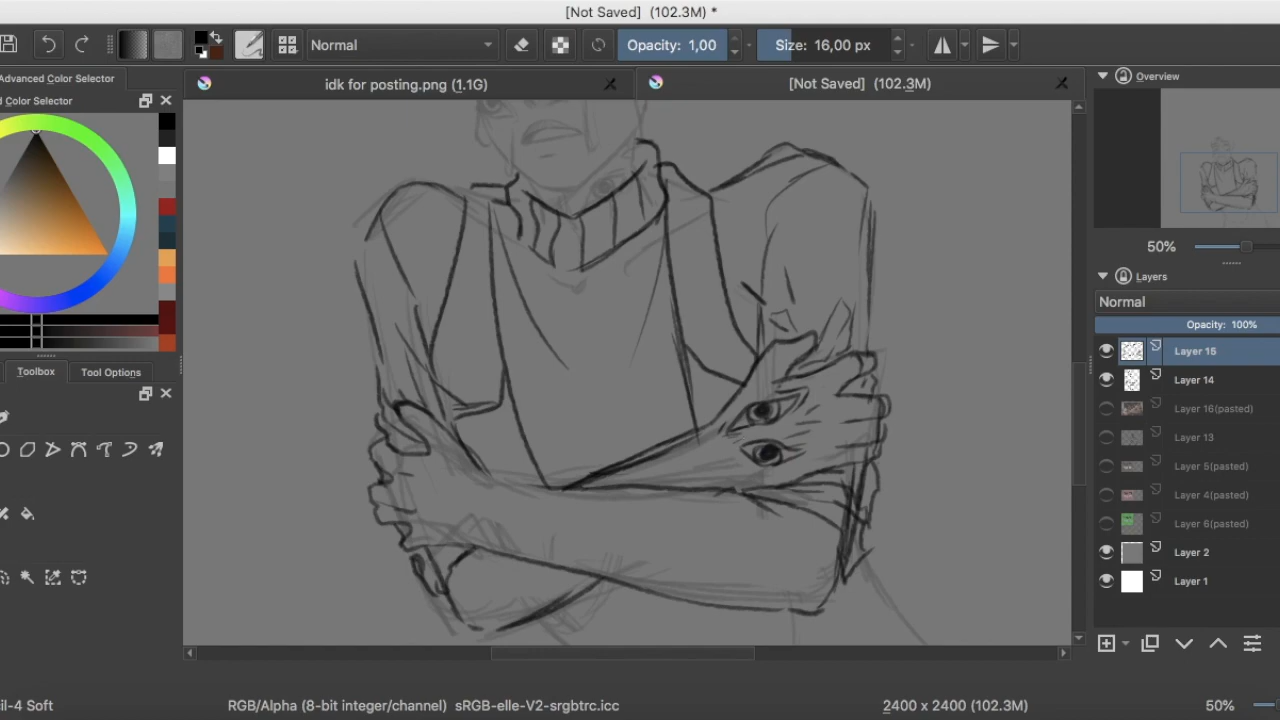 [Not Saved] (102.3M) *
Normal
Opacity: 1,00
Size: 16,00 px
Advanced Color Selector
d Color Selector
idk for posting.png (1.1G)
[Not Saved] (102.3M)
Overview
50%
Layers
Normal
Opacity: 100%
Layer 15
Layer 14
Layer 16(pasted)
Layer 13
Layer 5(pasted)
Layer 4(pasted)
Layer 6(pasted)
Layer 2
Layer 1
Toolbox
Tool Options
il-4 Soft
RGB/Alpha (8-bit integer/channel) sRGB-elle-V2-srgbtrc.icc
2400 x 2400 (102.3M)
50%